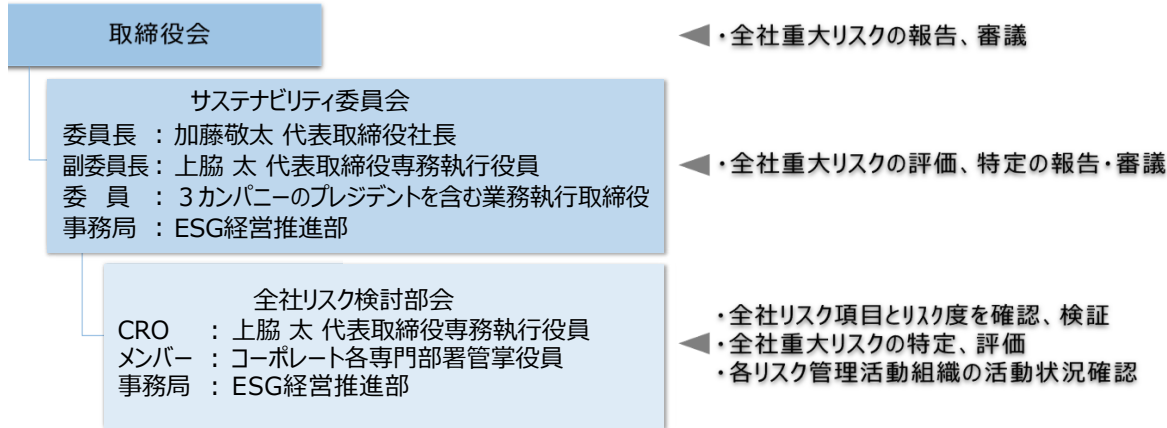 取締役会
・全社重大リスクの報告、審議
サステナビリティ委員会
委員長 ：加藤敬太 代表取締役社長
副委員長：上脇 太 代表取締役専務執行役員
委 員 ：３カンパニーのプレジデントを含む業務執行取締役
事務局 ：ESG経営推進部
・全社重大リスクの評価、特定の報告・審議
全社リスク検討部会
CRO ：上脇 太 代表取締役専務執行役員
メンバー ：コーポレート各専門部署管掌役員
事務局 ：ESG経営推進部
・全社リスク項目とリスク度を確認、検証
・全社重大リスクの特定、評価
・各リスク管理活動組織の活動状況確認